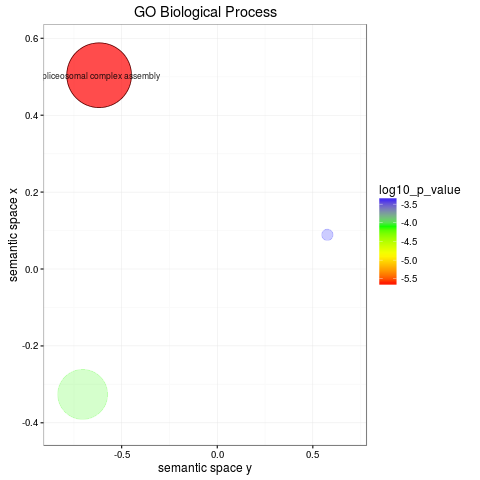 GO Biological Process
0.6
0.4
0.2
0.0
-0.2
-0.4
semantic space x
pliceosomal complex assembly
-0.5
0.0
0.5
semantic space y
log10_p_value
-3.5
-4.0
-4.5
-5.0
-5.5